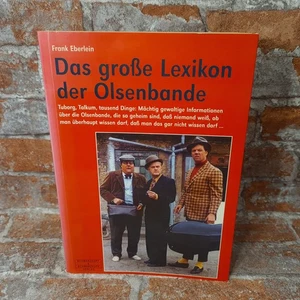 Frank Eberlein
Das große Lexikon
der Olsenbande
Tuborg, Talkum, tausend Dinge: Mächtig gewaltige Informationen
über die Olsenbande, die so geheim sind, daß niemand weiß, ob
man überhaupt wissen darf, daß man das gar nicht wissen darf ...